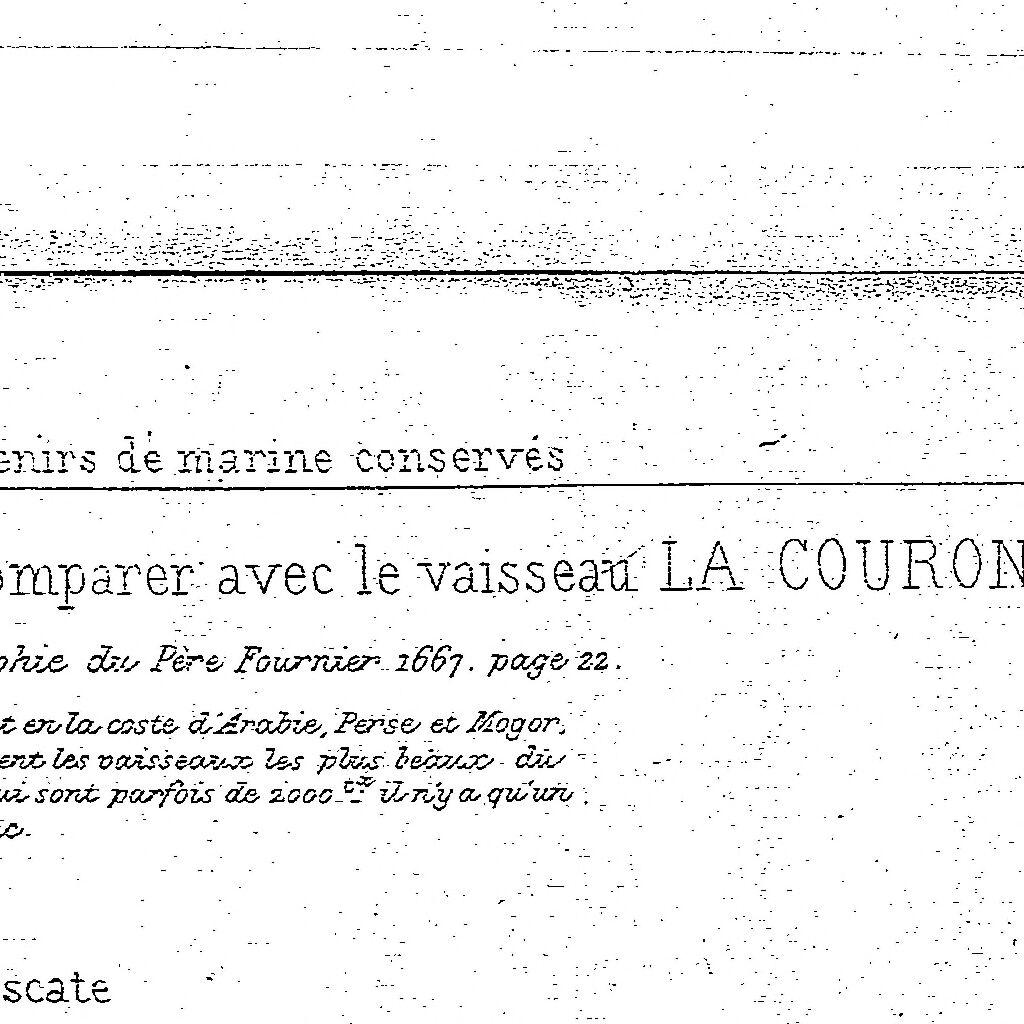 enirs de marine conservés
omparer avec le vaisseau LA COURON
phie du Père Fournier 1667. page 22.
t en la coste d'Arabie, Perse et Mogor,
ent les vaisseaux les plus beaux du
ui sont parfois de 2000 tx il n'y a qu'un
scate